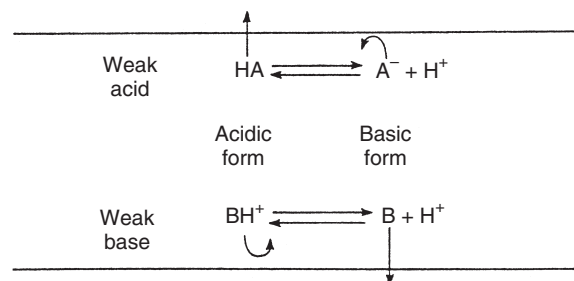 Weak
acid
HA
A⁻ + H⁺
Acidic
form
Basic
form
Weak
base
BH⁺
B + H⁺